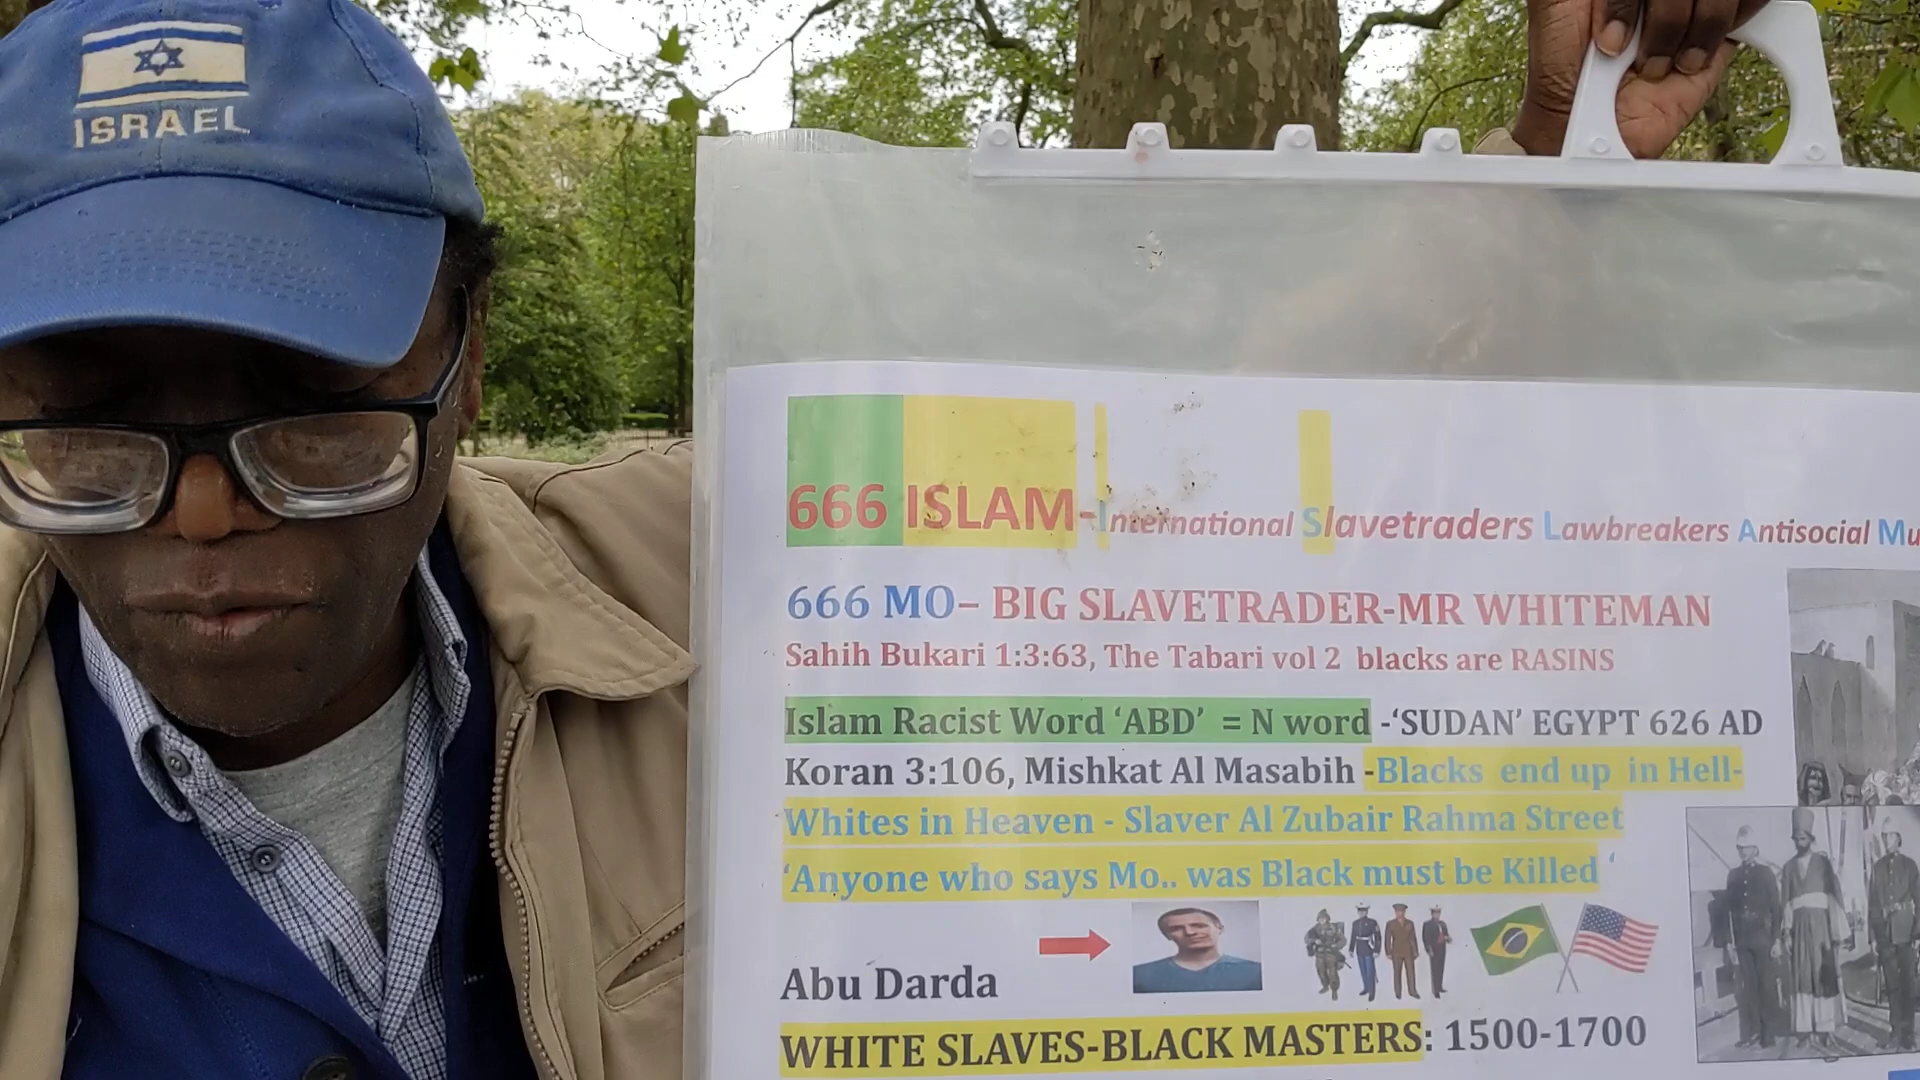 ISRAEL
666 ISLAM-International Slavetraders Lawbreakers Antisocial Mu
666 MO– BIG SLAVETRADER-MR WHITEMAN
Sahih Bukari 1:3:63, The Tabari vol 2 blacks are RASINS
Islam Racist Word ‘ABD’ = N word -‘SUDAN’ EGYPT 626 AD
Koran 3:106, Mishkat Al Masabih -Blacks end up in Hell-
Whites in Heaven - Slaver Al Zubair Rahma Street
‘Anyone who says Mo.. was Black must be Killed ‘
Abu Darda
WHITE SLAVES-BLACK MASTERS: 1500-1700